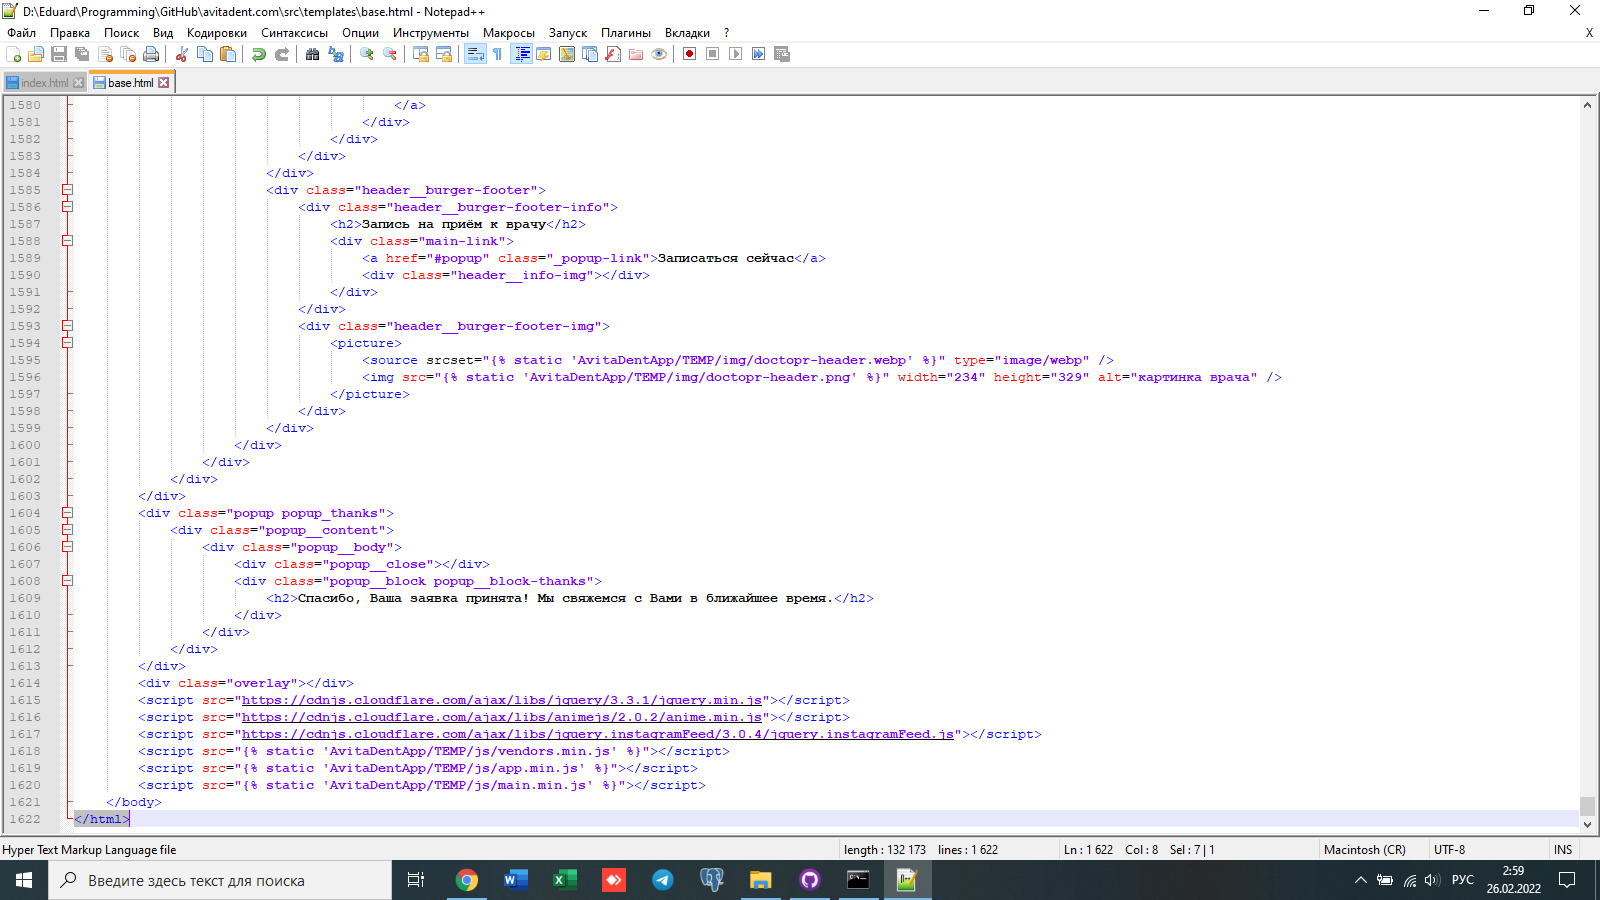 D:\Eduard\Programming\GitHub\avitadent.com\src\templates\base.html - Notepad++
Файл Правка Поиск Вид Кодировки Синтаксисы Опции Инструменты Макросы Запуск Плагины Вкладки ? X
index.html base.html
1580 </a>
1581 </div>
1582 </div>
1583 </div>
1584 </div>
1585 <div class="header__burger-footer">
1586 <div class="header__burger-footer-info">
1587 <h2>Запись на приём к врачу</h2>
1588 <div class="main-link">
1589 <a href="#popup" class="_popup-link">Записаться сейчас</a>
1590 <div class="header__info-img"></div>
1591 </div>
1592 </div>
1593 <div class="header__burger-footer-img">
1594 <picture>
1595 <source srcset="{% static 'AvitaDentApp/TEMP/img/doctopr-header.webp' %}" type="image/webp" />
1596 <img src="{% static 'AvitaDentApp/TEMP/img/doctopr-header.png' %}" width="234" height="329" alt="картинка врача" />
1597 </picture>
1598 </div>
1599 </div>
1600 </div>
1601 </div>
1602 </div>
1603 </div>
1604 <div class="popup popup_thanks">
1605 <div class="popup__content">
1606 <div class="popup__body">
1607 <div class="popup__close"></div>
1608 <div class="popup__block popup__block-thanks">
1609 <h2>Спасибо, Ваша заявка принята! Мы свяжемся с Вами в ближайшее время.</h2>
1610 </div>
1611 </div>
1612 </div>
1613 </div>
1614 <div class="overlay"></div>
1615 <script src="https://cdnjs.cloudflare.com/ajax/libs/jquery/3.3.1/jquery.min.js"></script>
1616 <script src="https://cdnjs.cloudflare.com/ajax/libs/animejs/2.0.2/anime.min.js"></script>
1617 <script src="https://cdnjs.cloudflare.com/ajax/libs/jquery.instagramFeed/3.0.4/jquery.instagramFeed.js"></script>
1618 <script src="{% static 'AvitaDentApp/TEMP/js/vendors.min.js' %}"></script>
1619 <script src="{% static 'AvitaDentApp/TEMP/js/app.min.js' %}"></script>
1620 <script src="{% static 'AvitaDentApp/TEMP/js/main.min.js' %}"></script>
1621 </body>
1622 </html>
Hyper Text Markup Language file length : 132 173 lines : 1 622 Ln : 1 622 Col : 8 Sel : 7 | 1 Macintosh (CR) UTF-8 INS
Введите здесь текст для поиска РУС 2:59
26.02.2022